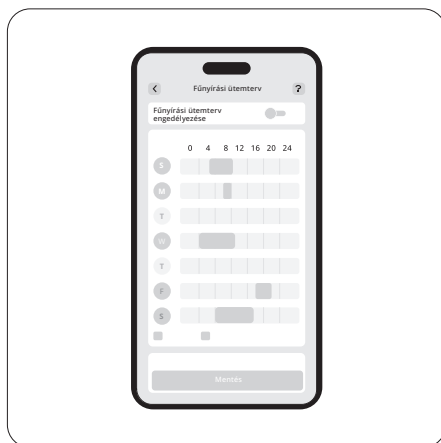 Fűnyírási ütemterv ?
Fűnyírási ütemterv
engedélyezése
0 4 8 12 16 20 24
S
M
T
W
T
F
S
Mentés